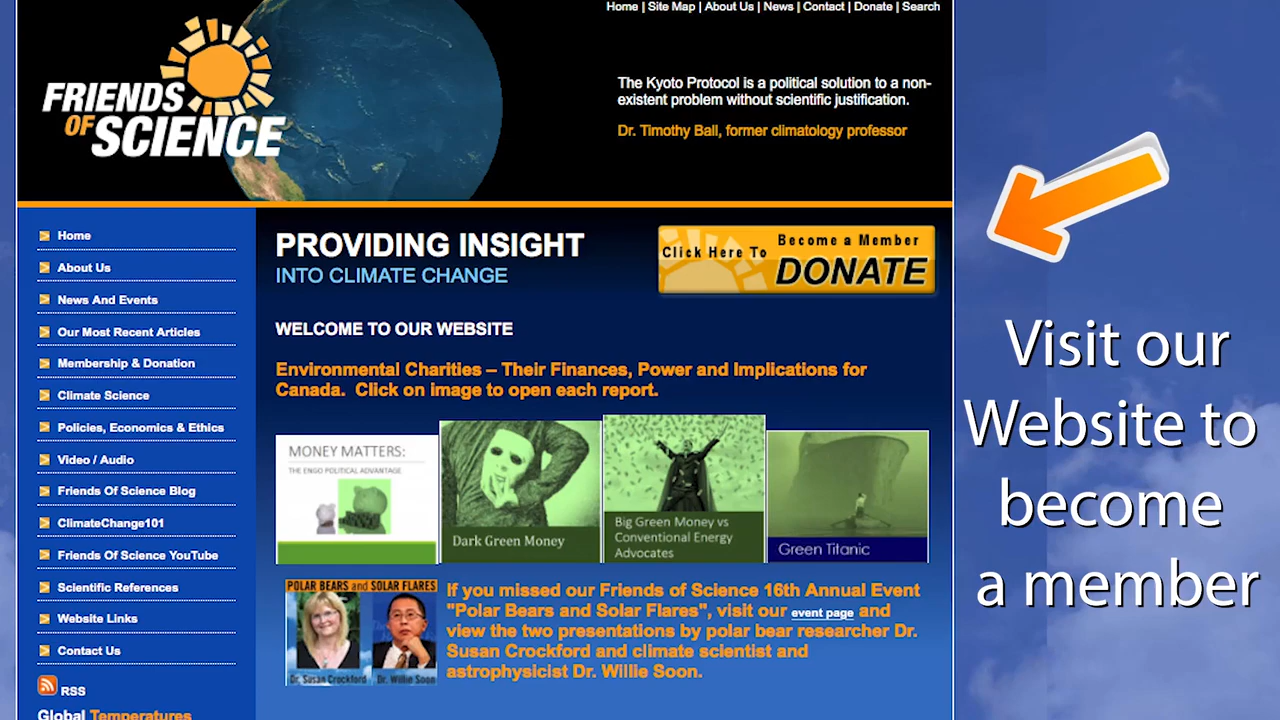 Home | Site Map | About Us | News | Contact | Donate | Search
FRIENDS
OF SCIENCE
The Kyoto Protocol is a political solution to a non-
existent problem without scientific justification.
Dr. Timothy Ball, former climatology professor
Home
About Us
News And Events
Our Most Recent Articles
Membership & Donation
Climate Science
Policies, Economics & Ethics
Video / Audio
Friends Of Science Blog
ClimateChange101
Friends Of Science YouTube
Scientific References
Website Links
Contact Us
RSS
Global Temperatures
PROVIDING INSIGHT
INTO CLIMATE CHANGE
Click Here To
Become a Member
DONATE
WELCOME TO OUR WEBSITE
Environmental Charities – Their Finances, Power and Implications for
Canada. Click on image to open each report.
MONEY MATTERS:
THE ENGO POLITICAL ADVANTAGE
Dark Green Money
Big Green Money vs
Conventional Energy
Advocates
Green Titanic
POLAR BEARS and SOLAR FLARES
Dr. Susan Crockford
Dr. Willie Soon
If you missed our Friends of Science 16th Annual Event
"Polar Bears and Solar Flares", visit our event page and
view the two presentations by polar bear researcher Dr.
Susan Crockford and climate scientist and
astrophysicist Dr. Willie Soon.
Visit our
Website to
become
a member